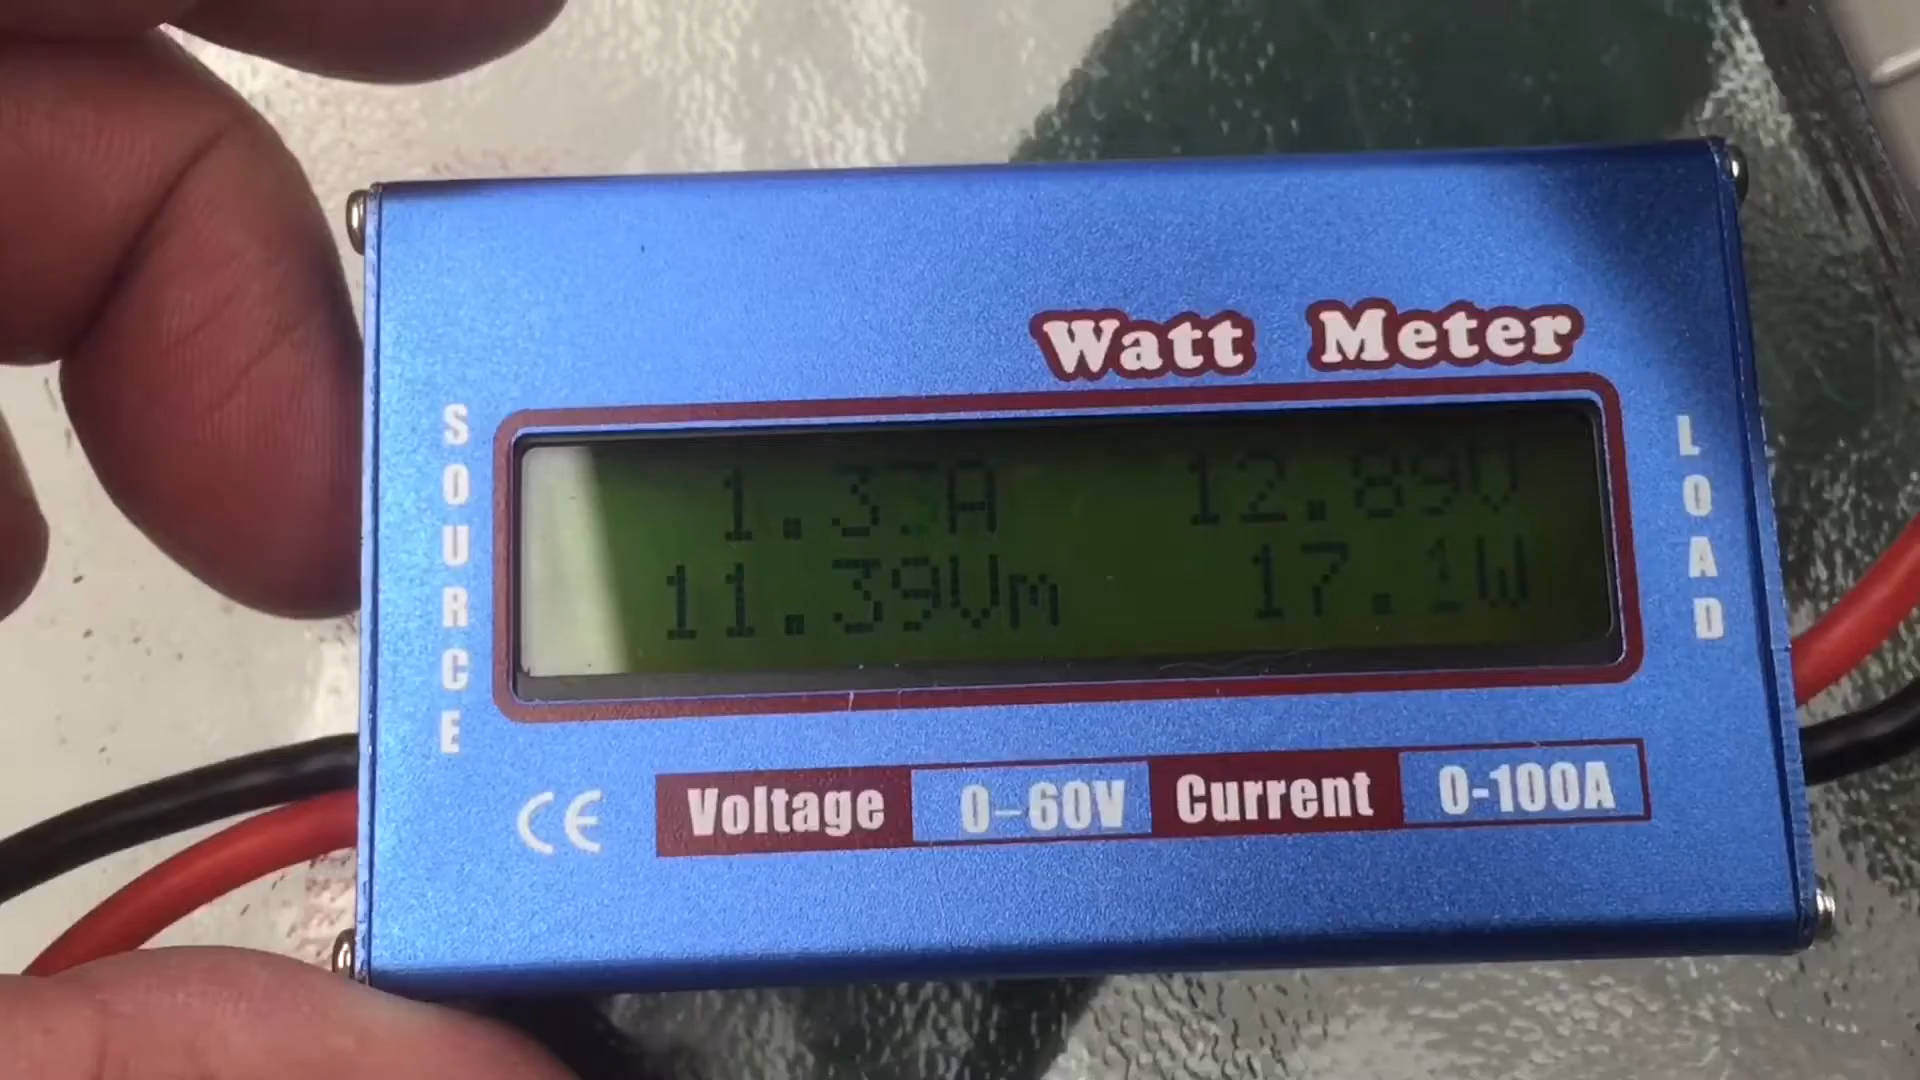 Watt Meter
SOURCE
1.33A 12.89V
11.39Vm 17.1W
LOAD
CE
Voltage 0-60V Current 0-100A